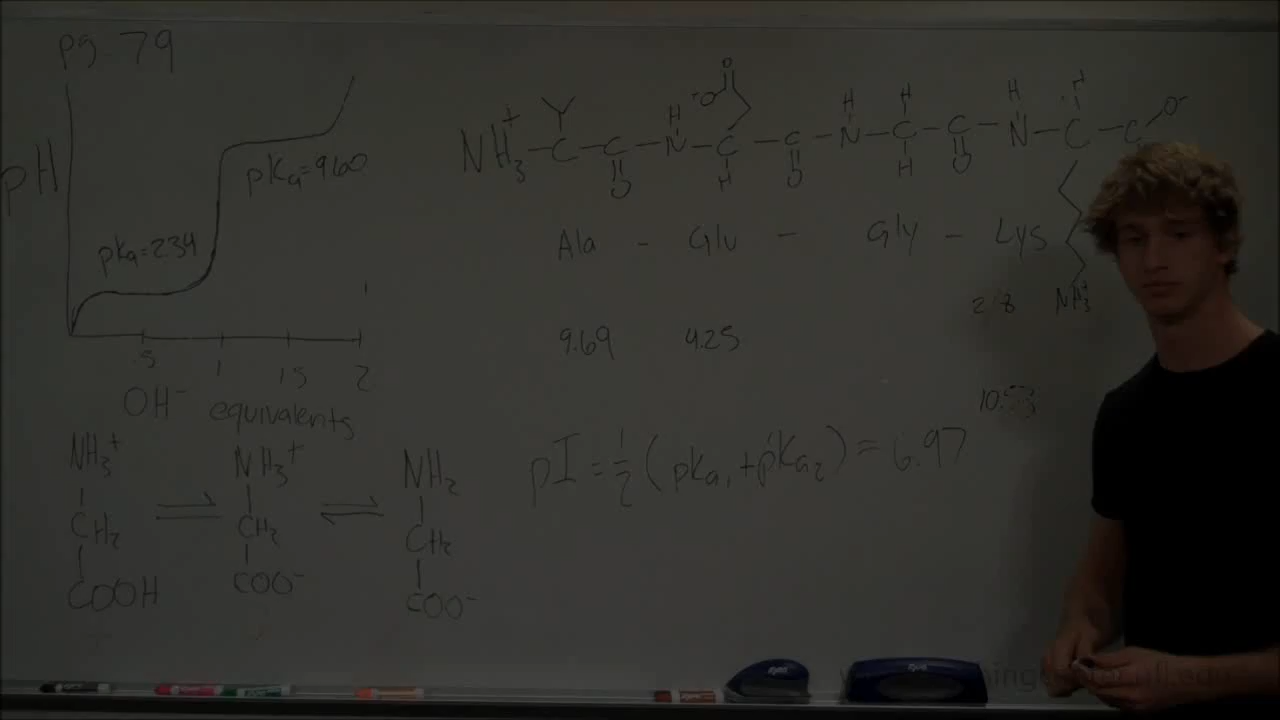 pg. 79
pH
pKa=9.60
pKa=2.34
.5 1 1.5 2
OH⁻ equivalents
NH₃⁺ NH₃⁺ NH₂
CH₂ CH₂ CH₂
COOH COO⁻ COO⁻
O
O
H H H H H O⁻
NH₃⁺ - C - C - N - C - C - N - C - C - N - C - C
O H O H O
Ala - Glu - Gly - Lys
2.18 NH₃⁺
9.69 4.25
10.53
pI = 1/2 (pKa₁ + pKa₂) = 6.97
expo
expo